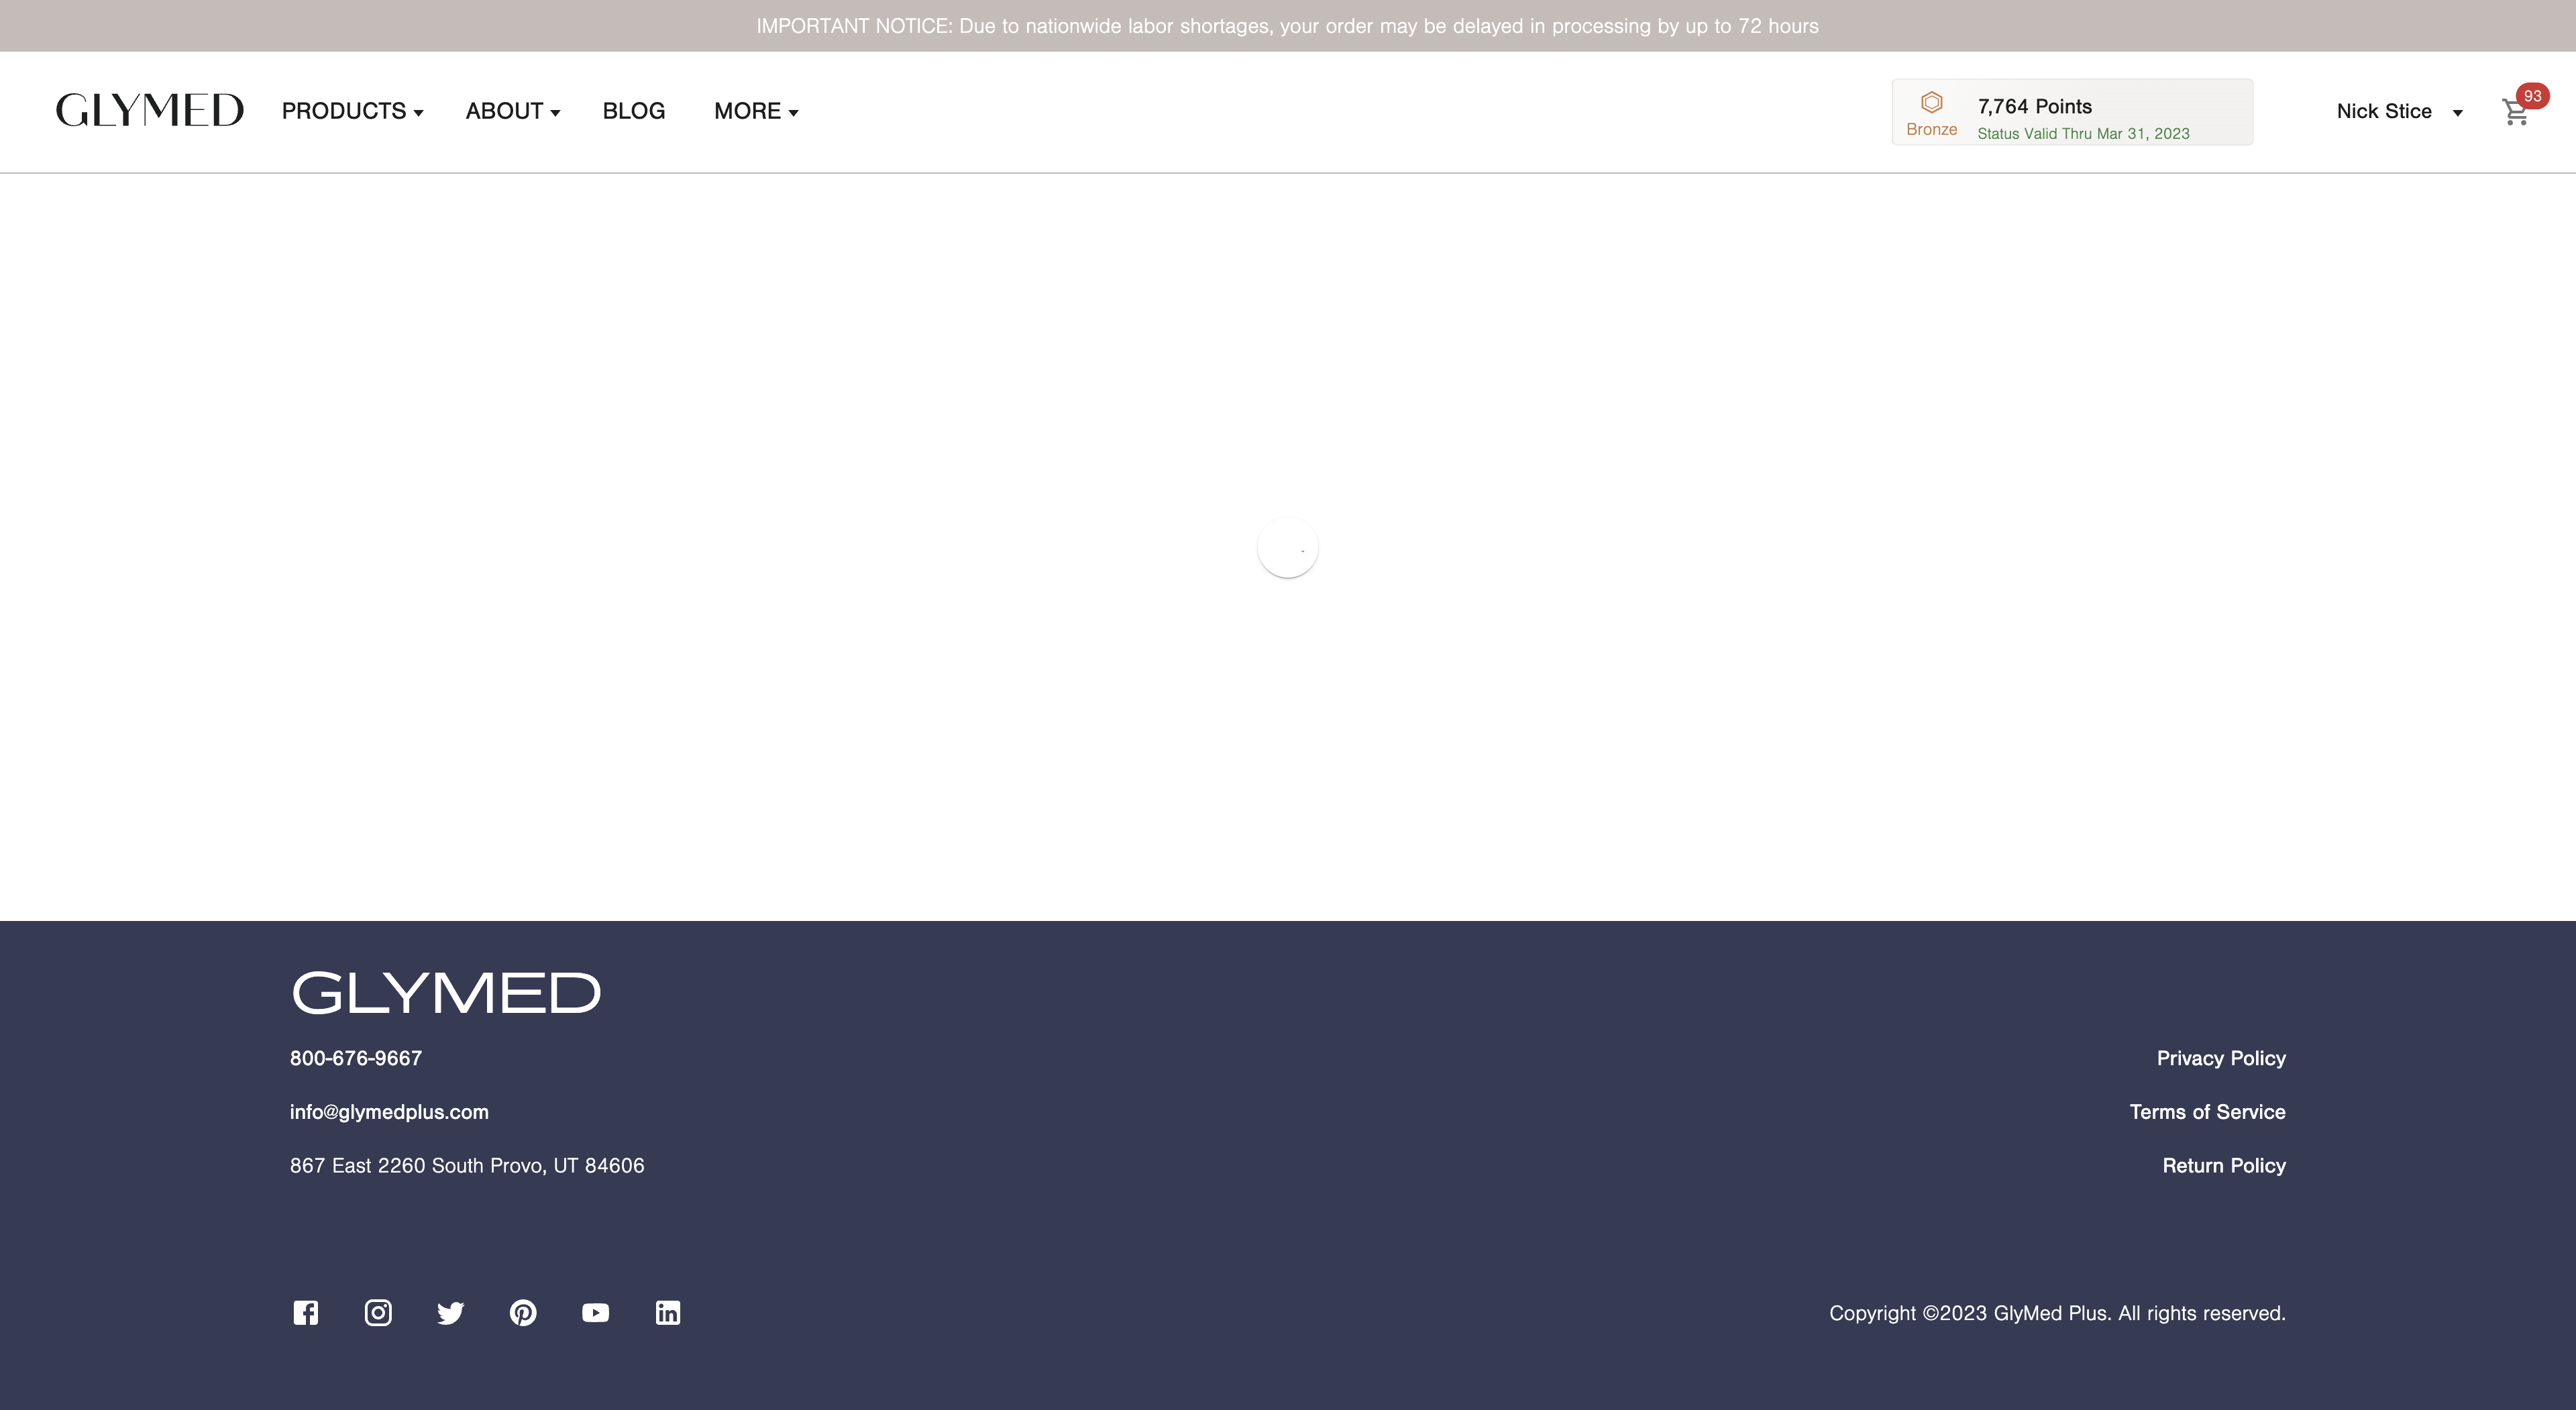 IMPORTANT NOTICE: Due to nationwide labor shortages, your order may be delayed in processing by up to 72 hours
GLYMED
PRODUCTS
ABOUT
BLOG
MORE
Bronze
7,764 Points
Status Valid Thru Mar 31, 2023
Nick Stice
93
GLYMED
800-676-9667
info@glymedplus.com
867 East 2260 South Provo, UT 84606
Privacy Policy
Terms of Service
Return Policy
Copyright ©2023 GlyMed Plus. All rights reserved.